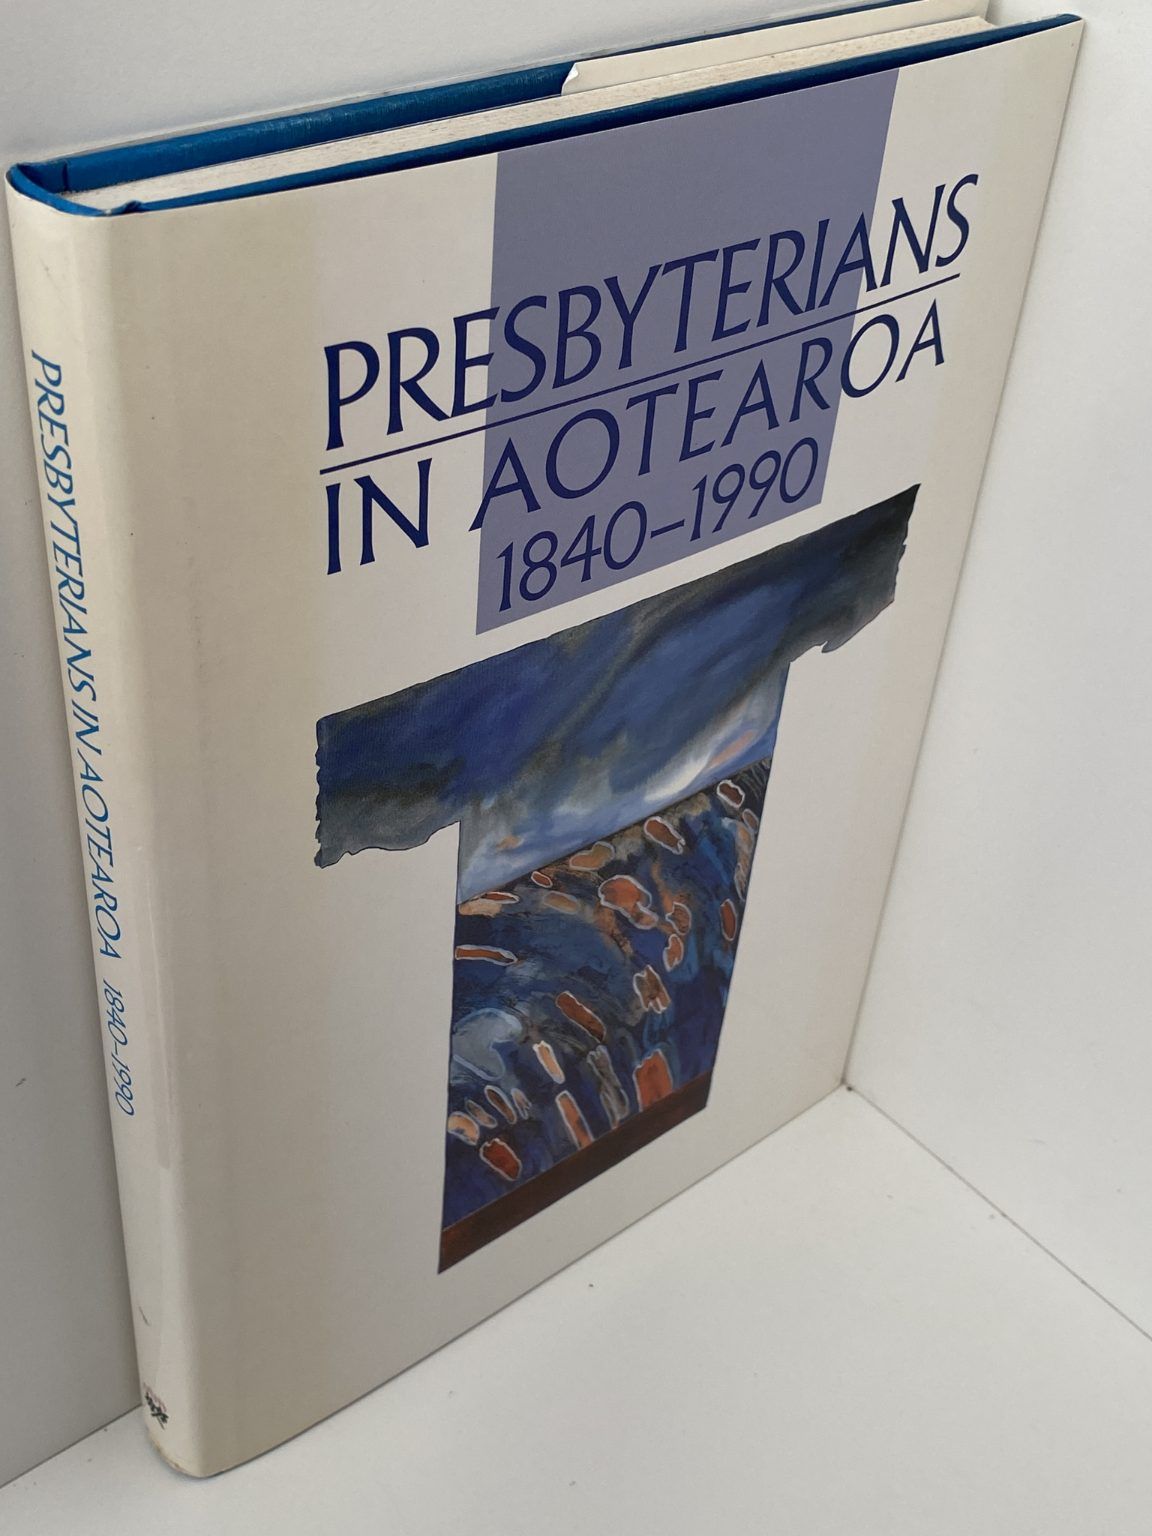 PRESBYTERIANS
IN AOTEAROA
1840–1990
PRESBYTERIANS IN AOTEAROA 1840–1990